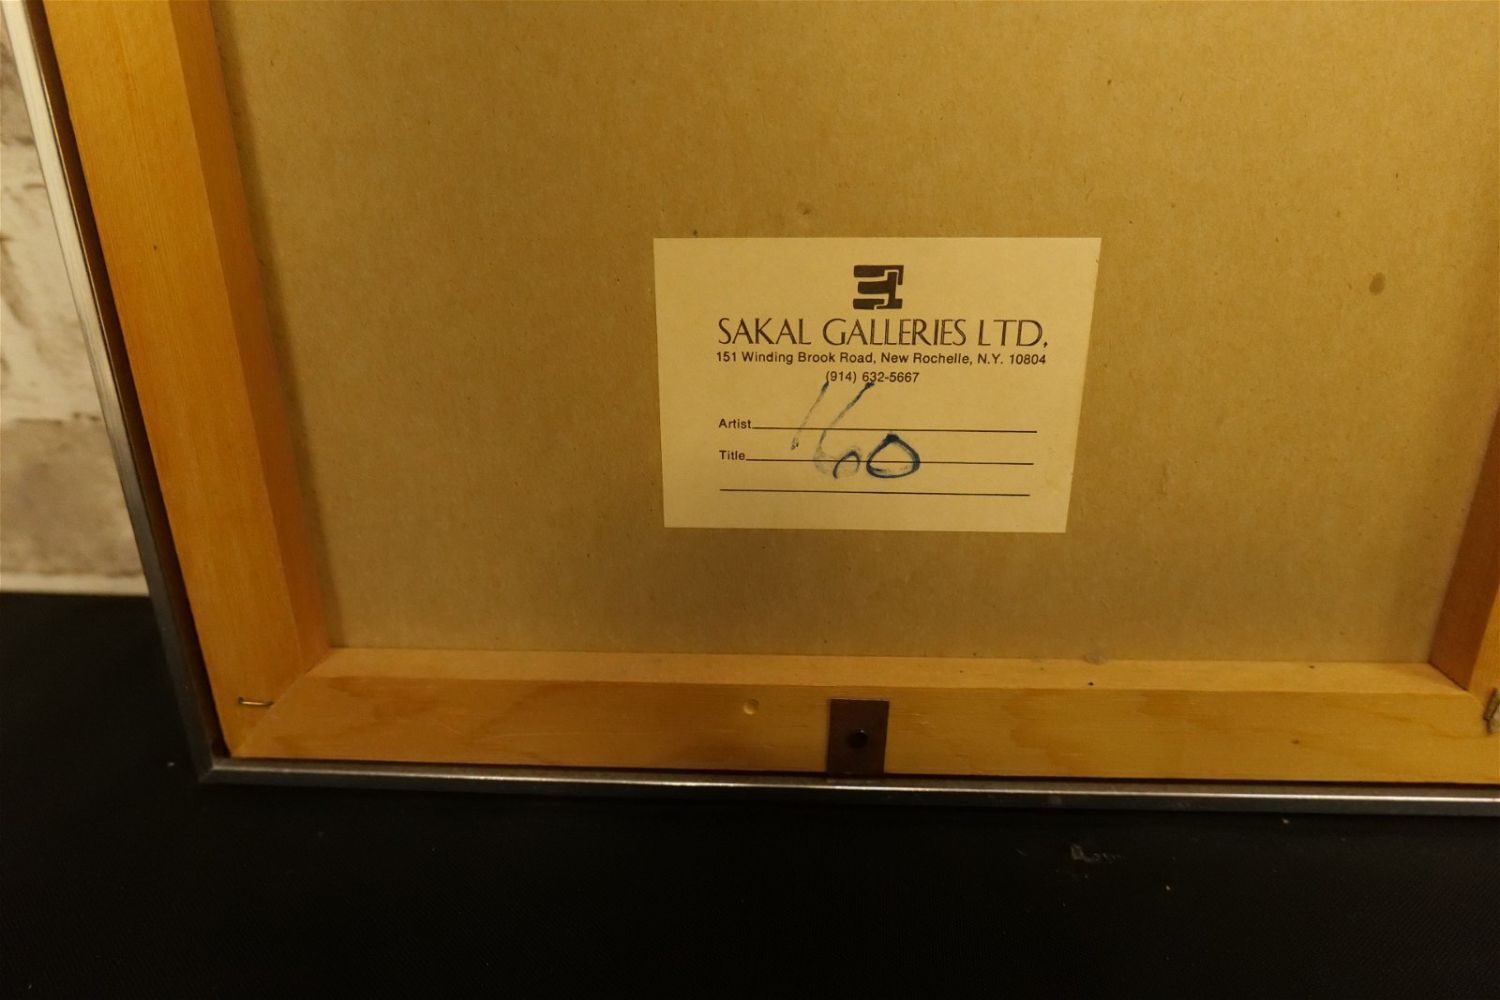 SAKAL GALLERIES LTD.
151 Winding Brook Road, New Rochelle, N.Y. 10804
(914) 632-5667
Artist
Title
160